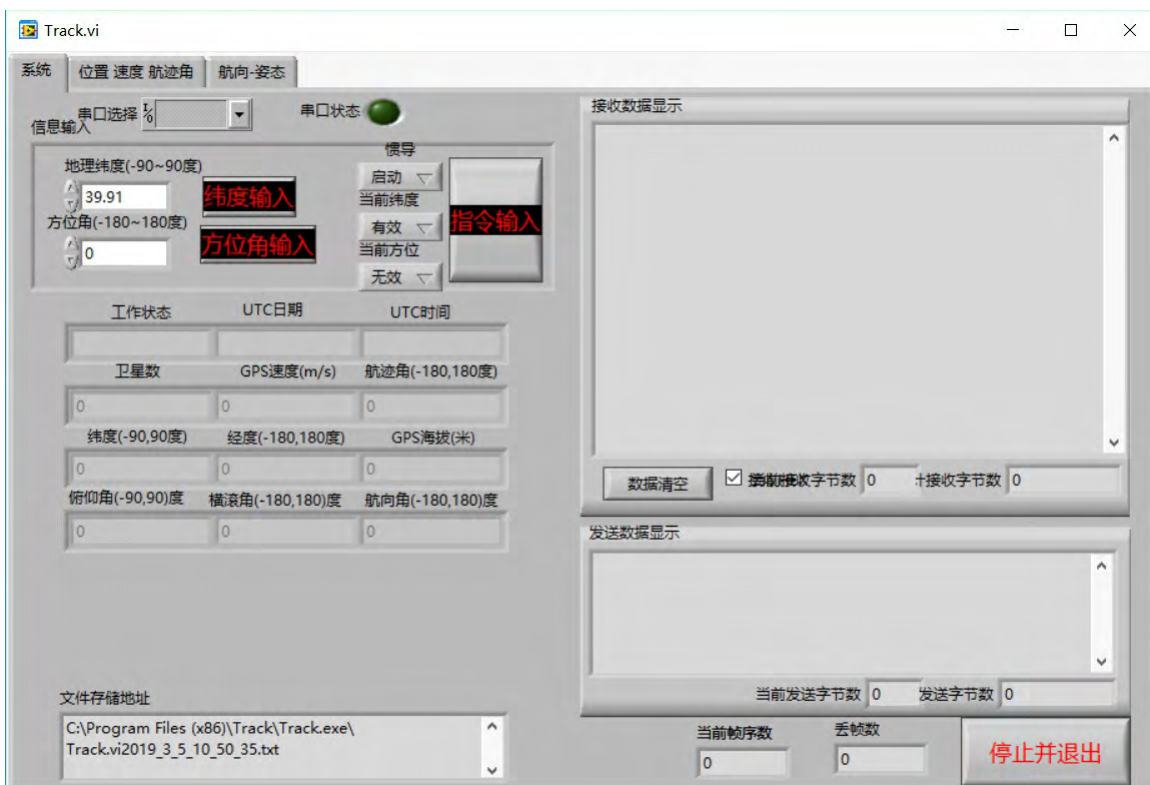 Track.vi
系统 位置 速度 航迹角 航向-姿态
串口选择 串口状态
信息输入
地理纬度(-90~90度)
39.91
纬度输入
方位角(-180~180度)
0
方位角输入
惯导
启动
当前纬度
有效
当前方位
无效
指令输入
工作状态 UTC日期 UTC时间
卫星数 GPS速度(m/s) 航迹角(-180,180度)
0 0 0
纬度(-90,90度) 经度(-180,180度) GPS海拔(米)
0 0 0
俯仰角(-90,90)度 横滚角(-180,180)度 航向角(-180,180)度
0 0 0
文件存储地址
C:\Program Files (x86)\Track\Track.exe\
Track.vi2019_3_5_10_50_35.txt
接收数据显示
数据清空 字节数 0 接收字节数 0
发送数据显示
当前发送字节数 0 发送字节数 0
当前帧序数 丢帧数
0 0
停止并退出